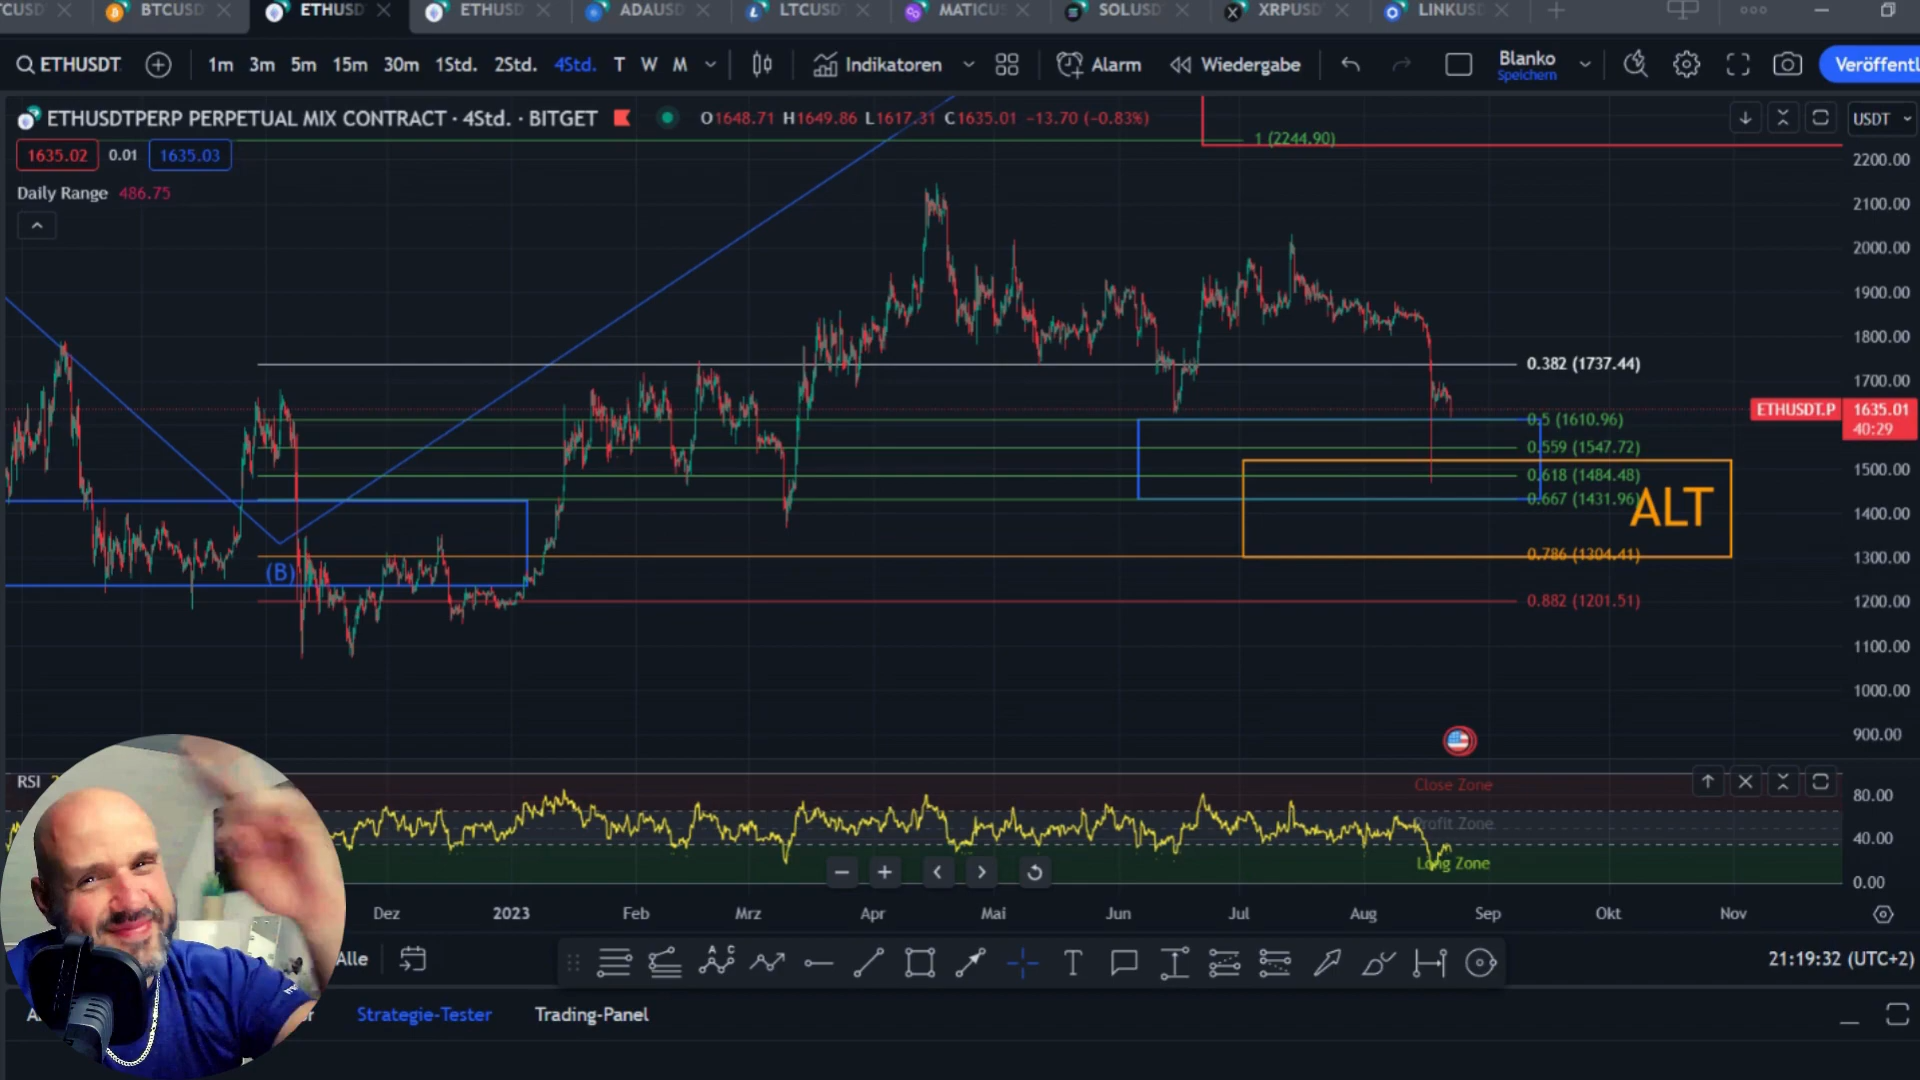 CUSD BTCUSD ETHUSD ETHUSD ADAUSD LTCUSD MATICUS SOLUSD XRPUSD LINKUSD
ETHUSDT 1m 3m 5m 15m 30m 1Std. 2Std. 4Std. T W M Indikatoren Alarm Wiedergabe Blanko Veröffentl
Speichern
ETHUSDTPERP PERPETUAL MIX CONTRACT · 4Std. · BITGET O1648.71 H1649.86 L1617.31 C1635.01 −13.70 (−0.83%) USDT
1 (2244.90)
1635.02 0.01 1635.03
Daily Range 486.75
2200.00
2100.00
2000.00
1900.00
1800.00
0.382 (1737.44)
1700.00
ETHUSDT.P 1635.01
40:29
0.5 (1610.96)
0.559 (1547.72)
1500.00
0.618 (1484.48)
0.667 (1431.96)
ALT
1400.00
0.786 (1304.41)
1300.00
(B)
0.882 (1201.51)
1200.00
1100.00
1000.00
900.00
RSI
Close Zone
80.00
Profit Zone
40.00
Long Zone
0.00
Dez 2023 Feb Mrz Apr Mai Jun Jul Aug Sep Okt Nov
Alle A C T 21:19:32 (UTC+2)
Strategie-Tester Trading-Panel